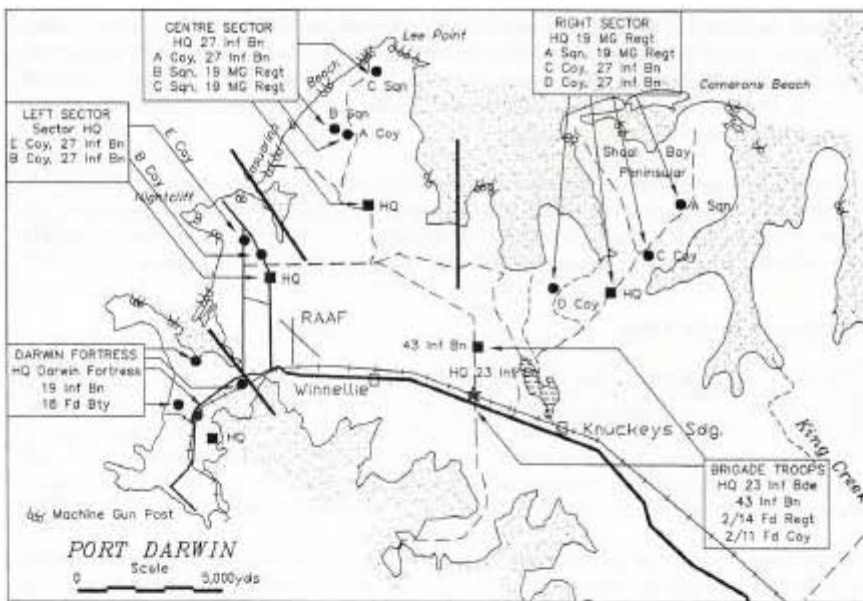 CENTRE SECTOR
HQ 27 Inf Bn
A Coy, 27 Inf Bn
B Sqn, 19 MG Regt
C Sqn, 19 MG Regt
RIGHT SECTOR
HQ 19 MG Regt
A Sqn, 19 MG Regt
C Coy, 27 Inf Bn
D Coy, 27 Inf Bn
LEFT SECTOR
Sector HQ
E Coy, 27 Inf Bn
B Coy, 27 Inf Bn
Lee Point
Beach
C Sqn
Camerons Beach
B Sqn
A Coy
Casuarina
Shoal Bay
Peninsular
E Coy
B Coy
Nightcliff
HQ
A Sqn
C Coy
HQ
D Coy
HQ
RAAF
43 Inf Bn
HQ 23 Inf
DARWIN FORTRESS
HQ Darwin Fortress
19 Inf Bn
18 Fd Bty
Winnellie
Knuckeys Sdg.
King Creek
HQ
BRIGADE TROOPS
HQ 23 Inf Bde
43 Inf Bn
2/14 Fd Regt
2/11 Fd Coy
Machine Gun Post
PORT DARWIN
Scale
0 5,000yds